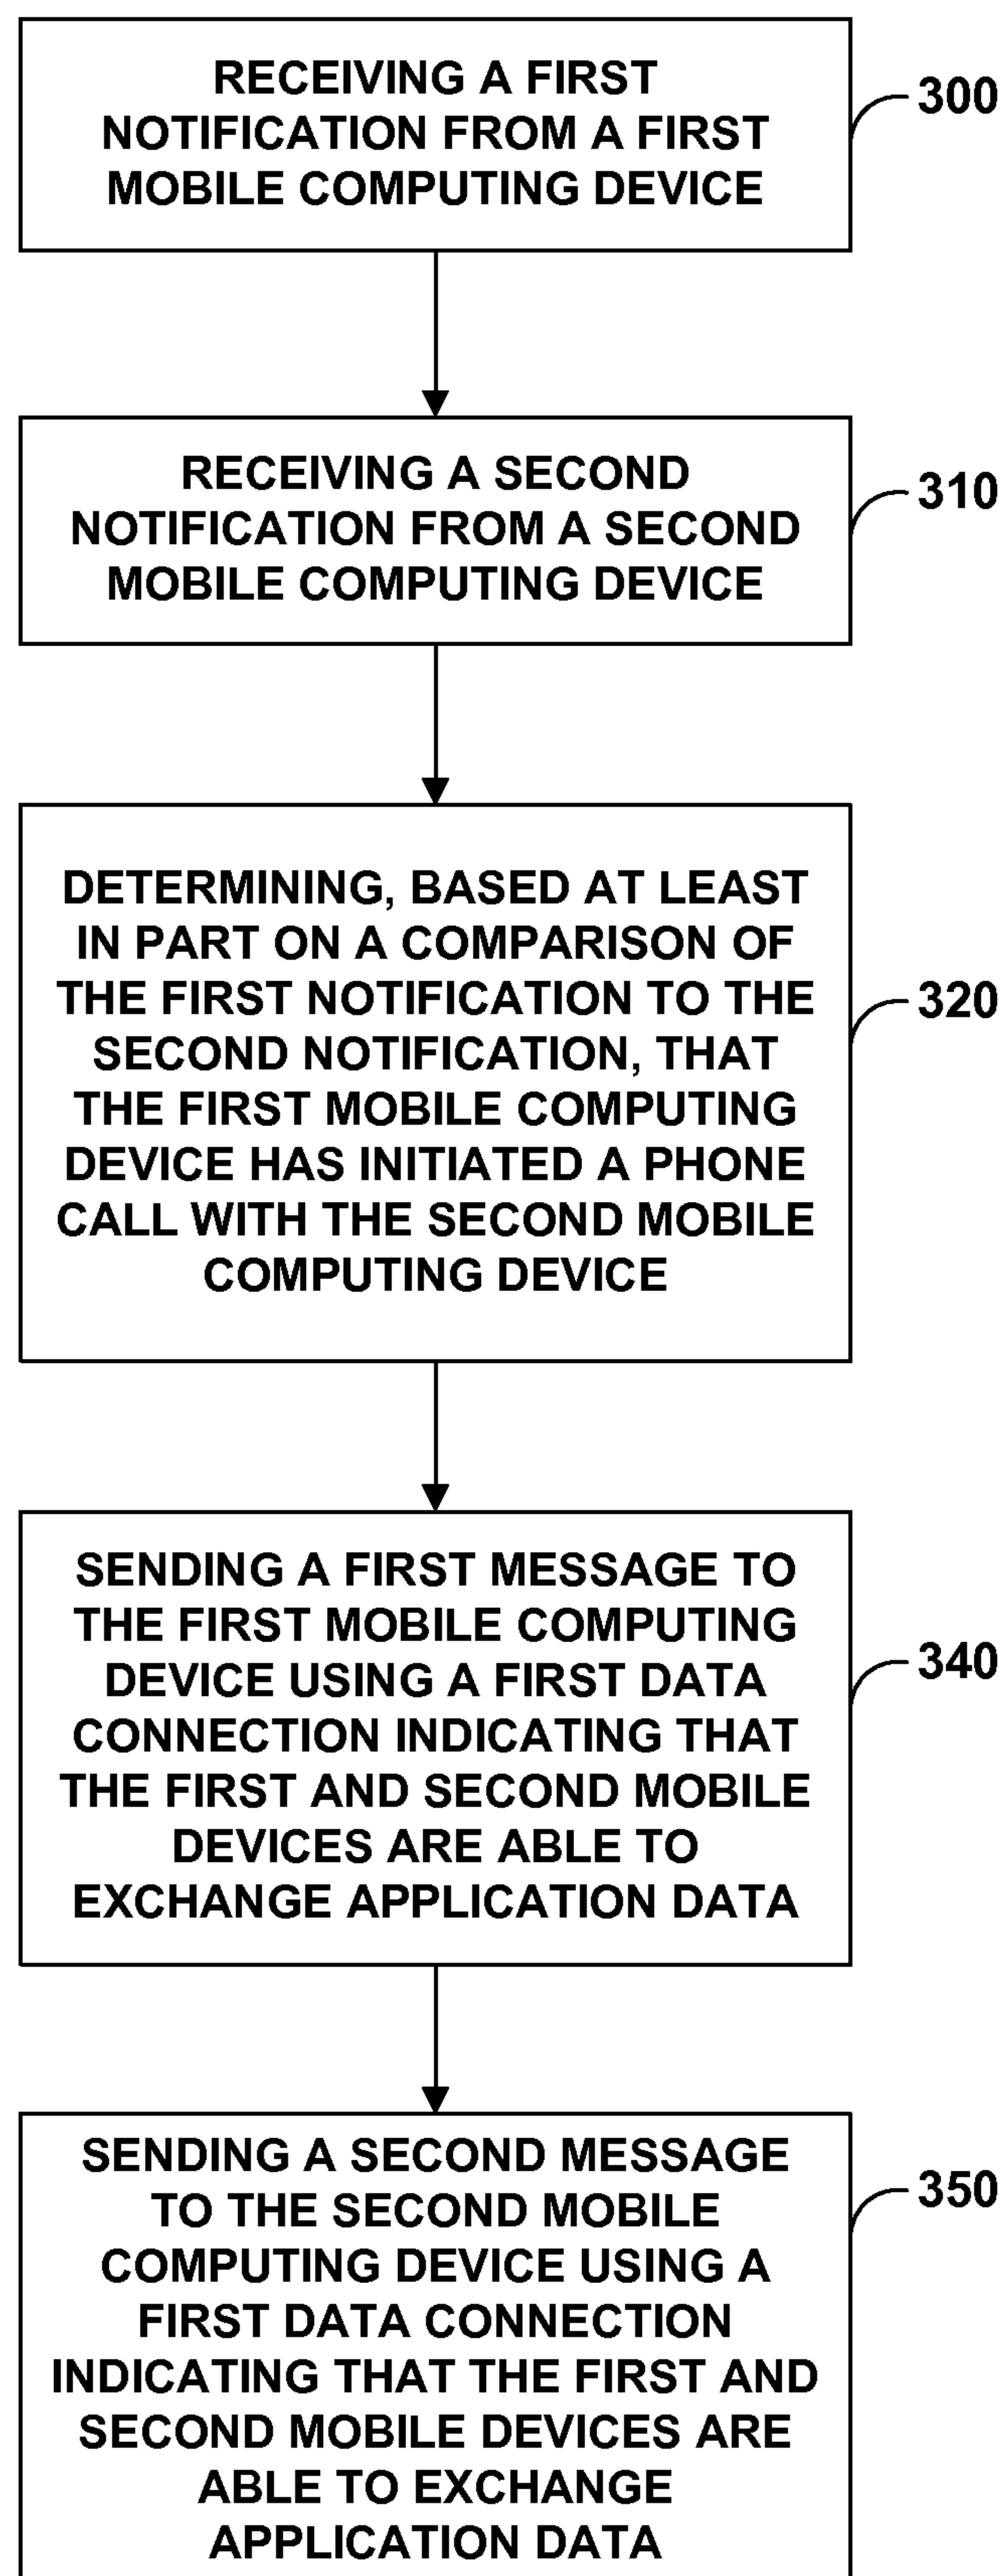 RECEIVING A FIRST
NOTIFICATION FROM A FIRST
MOBILE COMPUTING DEVICE
300
RECEIVING A SECOND
NOTIFICATION FROM A SECOND
MOBILE COMPUTING DEVICE
310
DETERMINING, BASED AT LEAST
IN PART ON A COMPARISON OF
THE FIRST NOTIFICATION TO THE
SECOND NOTIFICATION, THAT
THE FIRST MOBILE COMPUTING
DEVICE HAS INITIATED A PHONE
CALL WITH THE SECOND MOBILE
COMPUTING DEVICE
320
SENDING A FIRST MESSAGE TO
THE FIRST MOBILE COMPUTING
DEVICE USING A FIRST DATA
CONNECTION INDICATING THAT
THE FIRST AND SECOND MOBILE
DEVICES ARE ABLE TO
EXCHANGE APPLICATION DATA
340
SENDING A SECOND MESSAGE
TO THE SECOND MOBILE
COMPUTING DEVICE USING A
FIRST DATA CONNECTION
INDICATING THAT THE FIRST AND
SECOND MOBILE DEVICES ARE
ABLE TO EXCHANGE
APPLICATION DATA
350